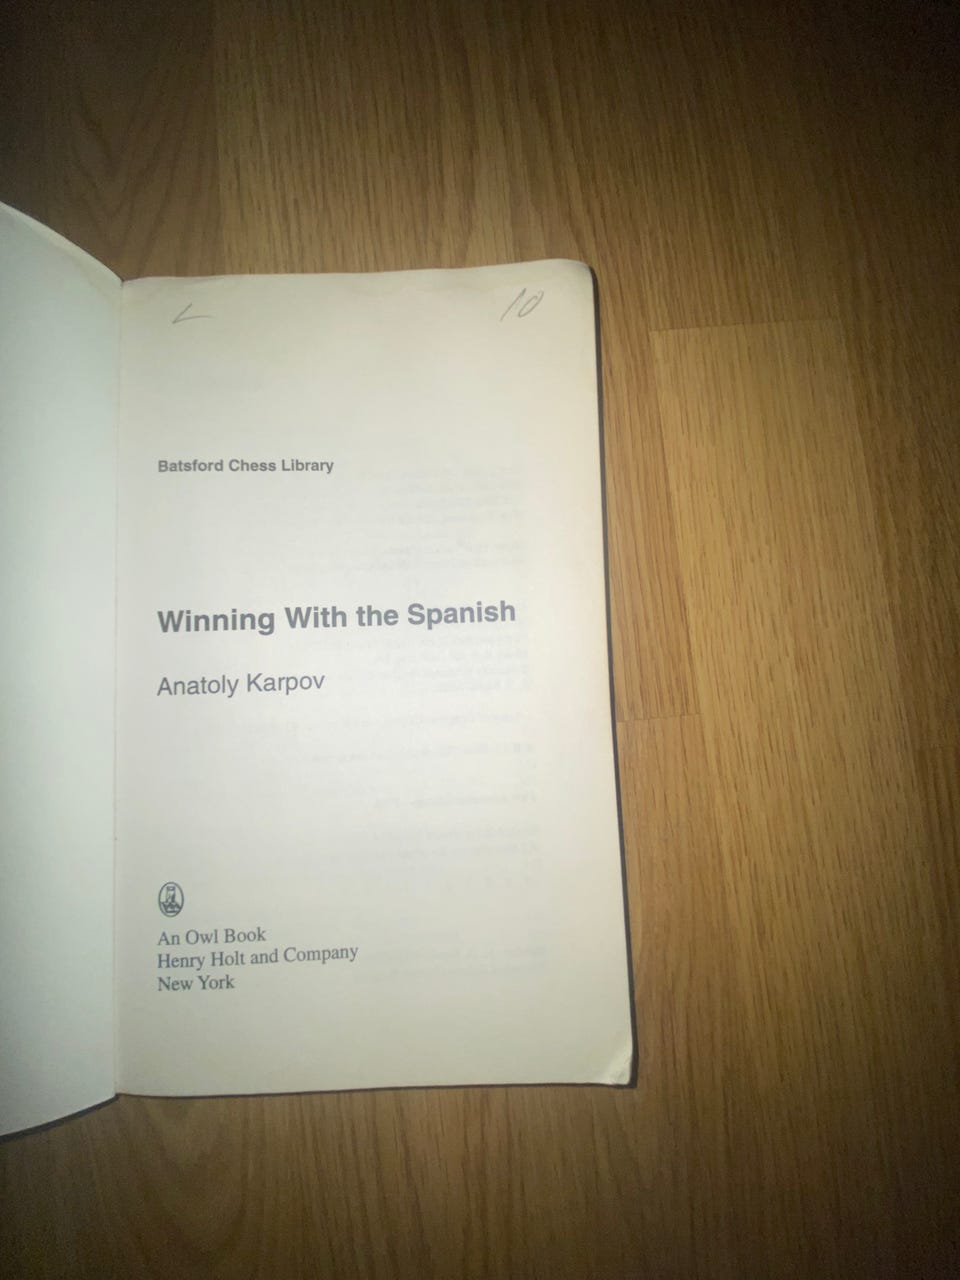 10
Batsford Chess Library
Winning With the Spanish
Anatoly Karpov
An Owl Book
Henry Holt and Company
New York